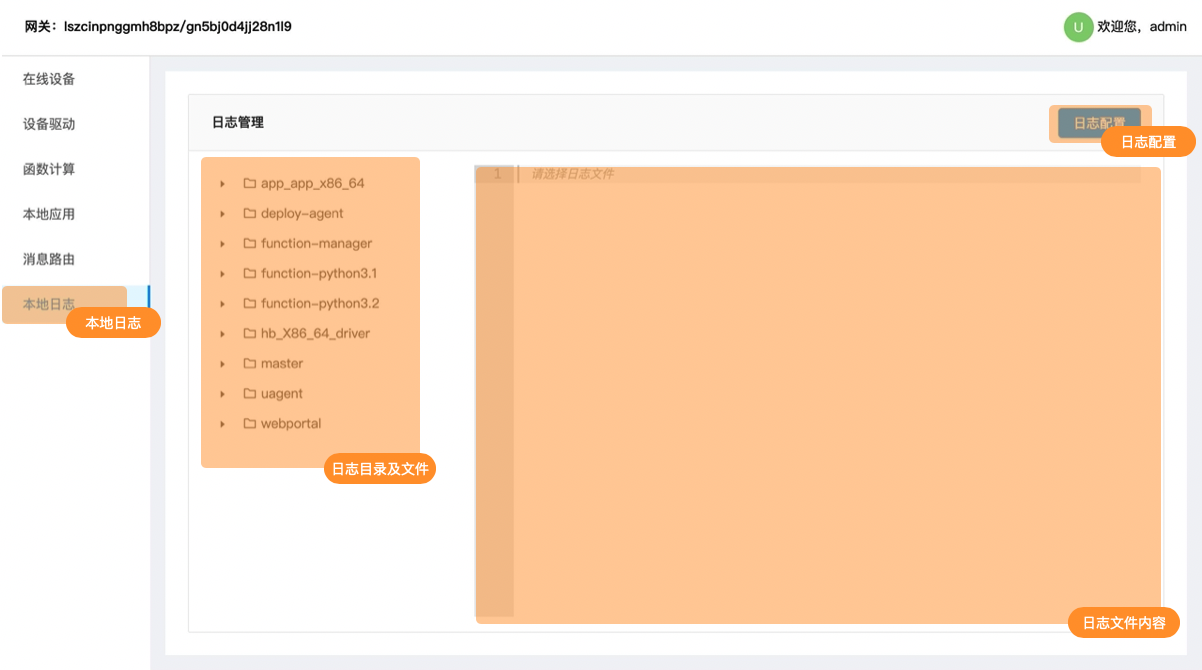 网关：lszcinpnggmh8bpz/gn5bj0d4jj28n1l9
U 欢迎您，admin
在线设备
设备驱动
函数计算
本地应用
消息路由
本地日志
本地日志
日志管理
日志配置
日志配置
app_app_x86_64
deploy-agent
function-manager
function-python3.1
function-python3.2
hb_X86_64_driver
master
uagent
webportal
日志目录及文件
1 请选择日志文件
日志文件内容